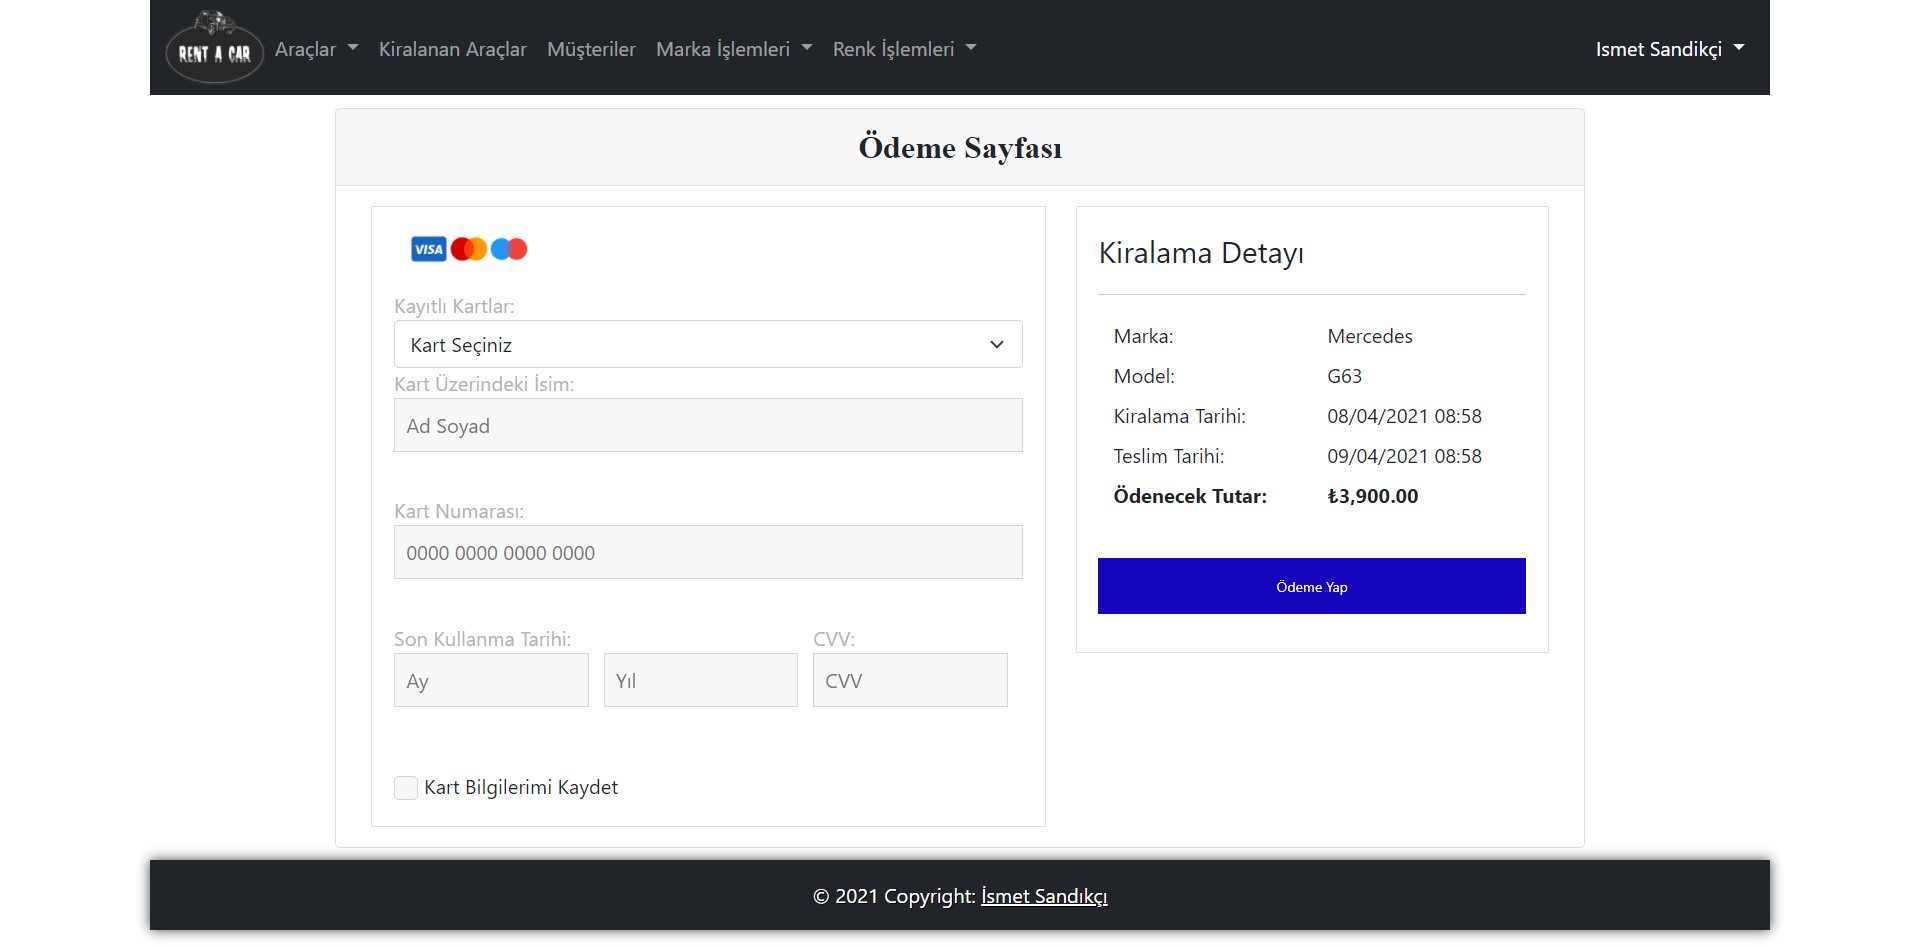 RENT A CAR
Araçlar Kiralanan Araçlar Müşteriler Marka İşlemleri Renk İşlemleri Ismet Sandikçi
Ödeme Sayfası
VISA
Kayıtlı Kartlar:
Kart Seçiniz
Kart Üzerindeki İsim:
Ad Soyad
Kart Numarası:
0000 0000 0000 0000
Son Kullanma Tarihi: CVV:
Ay Yıl CVV
Kart Bilgilerimi Kaydet
Kiralama Detayı
Marka: Mercedes
Model: G63
Kiralama Tarihi: 08/04/2021 08:58
Teslim Tarihi: 09/04/2021 08:58
Ödenecek Tutar: ₺3,900.00
Ödeme Yap
© 2021 Copyright: İsmet Sandıkçı